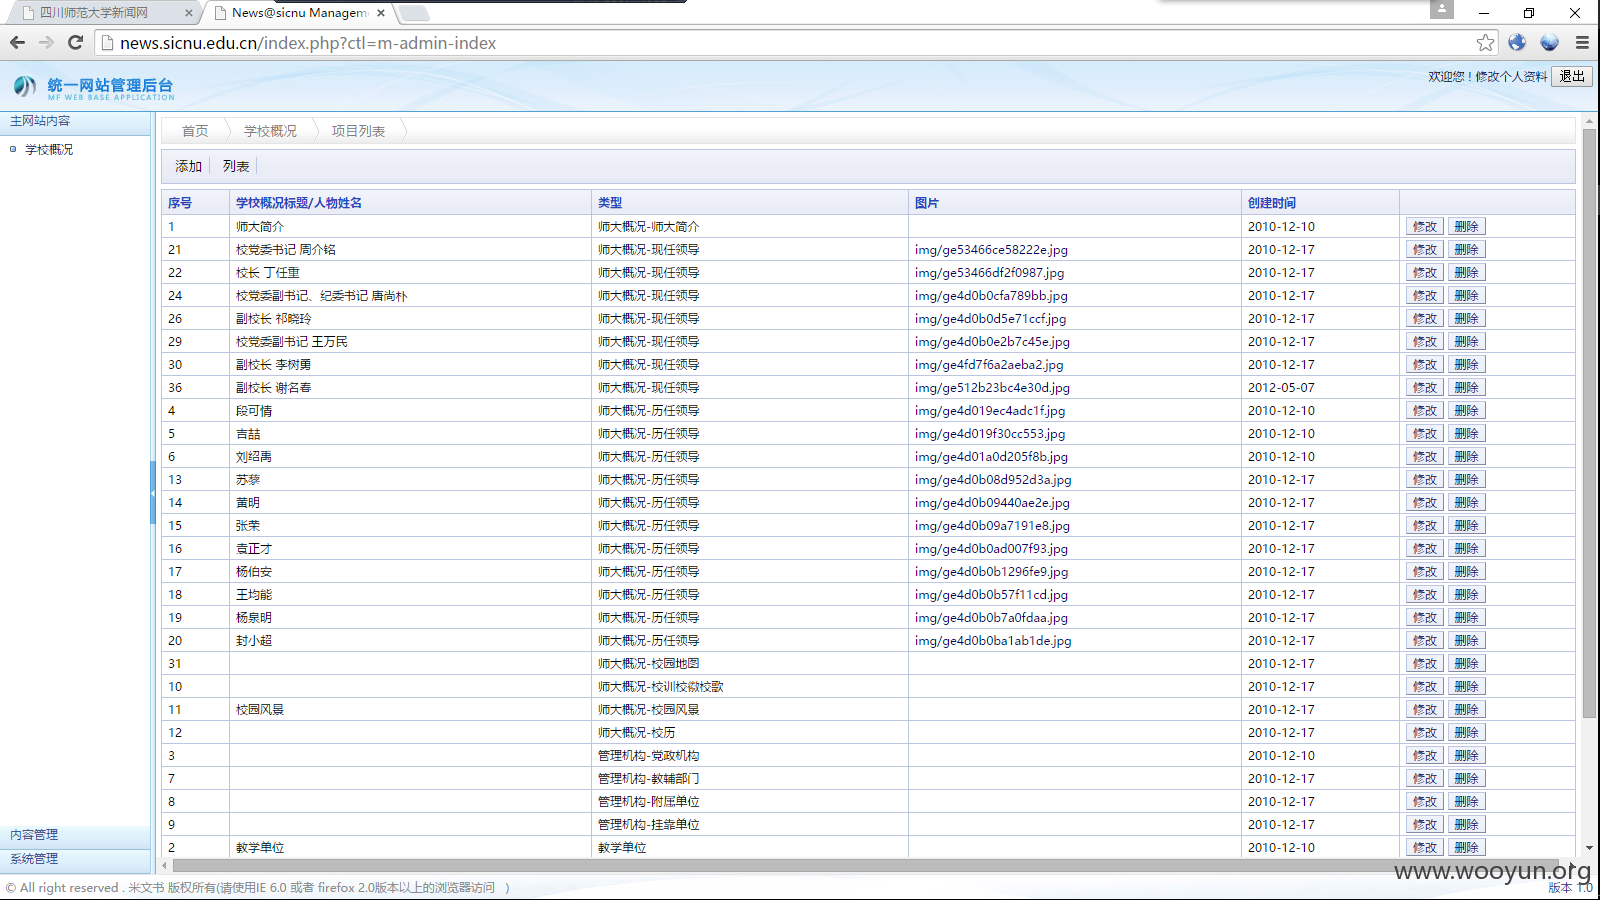 四川师范大学新闻网
News@sicnu Managem
news.sicnu.edu.cn/index.php?ctl=m-admin-index
统一网站管理后台
MF WEB BASE APPLICATION
欢迎您！修改个人资料 退出
主网站内容
学校概况
首页 学校概况 项目列表
添加 列表
序号 学校概况标题/人物姓名 类型 图片 创建时间
1 师大简介 师大概况-师大简介 2010-12-10 修改 删除
21 校党委书记 周介铭 师大概况-现任领导 img/ge53466ce58222e.jpg 2010-12-17 修改 删除
22 校长 丁任重 师大概况-现任领导 img/ge53466df2f0987.jpg 2010-12-17 修改 删除
24 校党委副书记、纪委书记 唐尚朴 师大概况-现任领导 img/ge4d0b0cfa789bb.jpg 2010-12-17 修改 删除
26 副校长 祁晓玲 师大概况-现任领导 img/ge4d0b0d5e71ccf.jpg 2010-12-17 修改 删除
29 校党委副书记 王万民 师大概况-现任领导 img/ge4d0b0e2b7c45e.jpg 2010-12-17 修改 删除
30 副校长 李树勇 师大概况-现任领导 img/ge4fd7f6a2aeba2.jpg 2010-12-17 修改 删除
36 副校长 谢名春 师大概况-现任领导 img/ge512b23bc4e30d.jpg 2012-05-07 修改 删除
4 段可情 师大概况-历任领导 img/ge4d019ec4adc1f.jpg 2010-12-10 修改 删除
5 吉喆 师大概况-历任领导 img/ge4d019f30cc553.jpg 2010-12-10 修改 删除
6 刘绍禹 师大概况-历任领导 img/ge4d01a0d205f8b.jpg 2010-12-10 修改 删除
13 苏藜 师大概况-历任领导 img/ge4d0b08d952d3a.jpg 2010-12-17 修改 删除
14 黄明 师大概况-历任领导 img/ge4d0b09440ae2e.jpg 2010-12-17 修改 删除
15 张荣 师大概况-历任领导 img/ge4d0b09a7191e8.jpg 2010-12-17 修改 删除
16 袁正才 师大概况-历任领导 img/ge4d0b0ad007f93.jpg 2010-12-17 修改 删除
17 杨伯安 师大概况-历任领导 img/ge4d0b0b1296fe9.jpg 2010-12-17 修改 删除
18 王均能 师大概况-历任领导 img/ge4d0b0b57f11cd.jpg 2010-12-17 修改 删除
19 杨泉明 师大概况-历任领导 img/ge4d0b0b7a0fdaa.jpg 2010-12-17 修改 删除
20 封小超 师大概况-历任领导 img/ge4d0b0ba1ab1de.jpg 2010-12-17 修改 删除
31 师大概况-校园地图 2010-12-17 修改 删除
10 师大概况-校训校徽校歌 2010-12-17 修改 删除
11 校园风景 师大概况-校园风景 2010-12-17 修改 删除
12 师大概况-校历 2010-12-17 修改 删除
3 管理机构-党政机构 2010-12-10 修改 删除
7 管理机构-教辅部门 2010-12-17 修改 删除
8 管理机构-附属单位 2010-12-17 修改 删除
9 管理机构-挂靠单位 2010-12-17 修改 删除
2 教学单位 教学单位 2010-12-10 修改 删除
内容管理
系统管理
www.wooyun.org
© All right reserved . 米文书 版权所有(请使用IE 6.0 或者 firefox 2.0版本以上的浏览器访问 )
版本 1.0